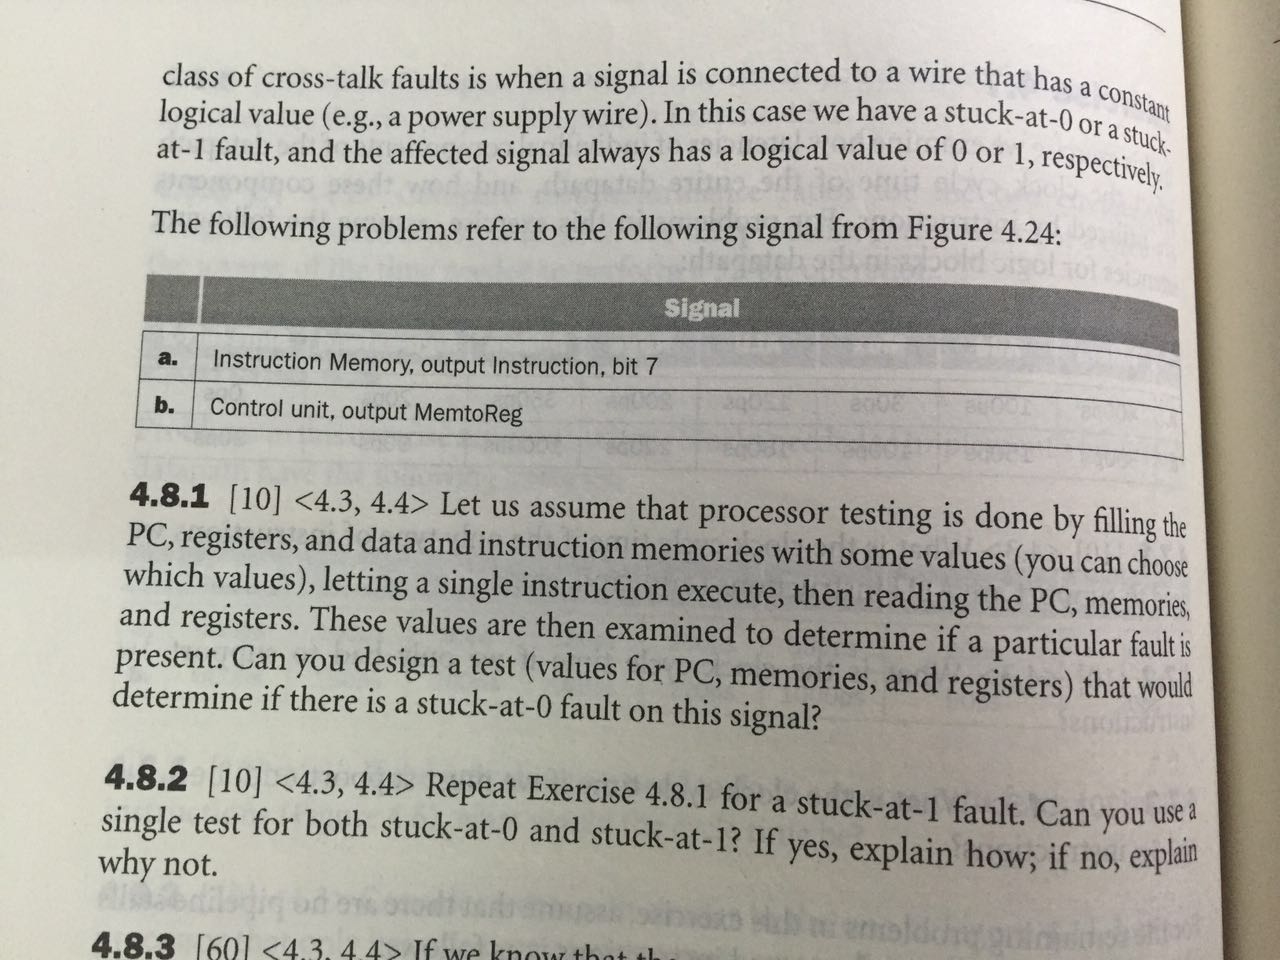 class of cross-talk faults is when a signal is connected to a wire that has a constant
logical value (e.g., a power supply wire). In this case we have a stuck-at-0 or a stuck-
at-1 fault, and the affected signal always has a logical value of 0 or 1, respectively.
The following problems refer to the following signal from Figure 4.24:
Signal
a. Instruction Memory, output Instruction, bit 7
b. Control unit, output MemtoReg
4.8.1 [10] <4.3, 4.4> Let us assume that processor testing is done by filling the
PC, registers, and data and instruction memories with some values (you can choose
which values), letting a single instruction execute, then reading the PC, memories,
and registers. These values are then examined to determine if a particular fault is
present. Can you design a test (values for PC, memories, and registers) that would
determine if there is a stuck-at-0 fault on this signal?
4.8.2 [10] <4.3, 4.4> Repeat Exercise 4.8.1 for a stuck-at-1 fault. Can you use a
single test for both stuck-at-0 and stuck-at-1? If yes, explain how; if no, explain
why not.
4.8.3 [60] <4.3, 4.4> If we know that the